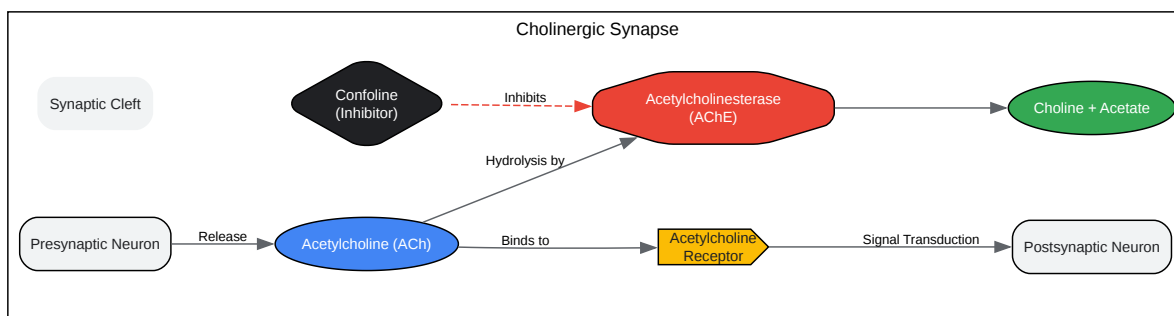 Cholinergic Synapse
Synaptic Cleft
Confoline
(Inhibitor)
Inhibits
Acetylcholinesterase
(AChE)
Choline + Acetate
Hydrolysis by
Presynaptic Neuron
Release
Acetylcholine (ACh)
Binds to
Acetylcholine
Receptor
Signal Transduction
Postsynaptic Neuron